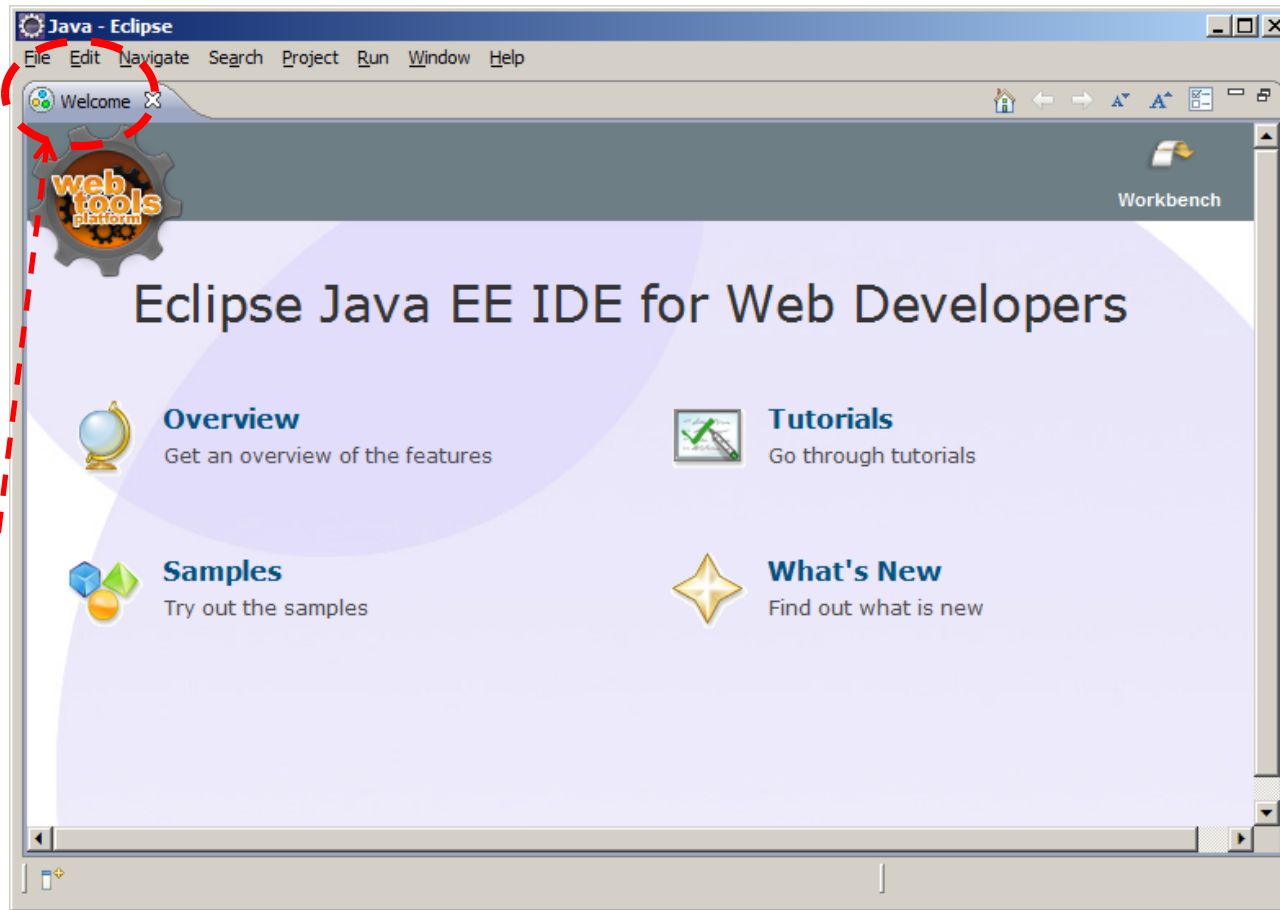 Java - Eclipse
File Edit Navigate Search Project Run Window Help
Welcome
web
tools
platform
Workbench
Eclipse Java EE IDE for Web Developers
Overview
Get an overview of the features
Tutorials
Go through tutorials
Samples
Try out the samples
What's New
Find out what is new